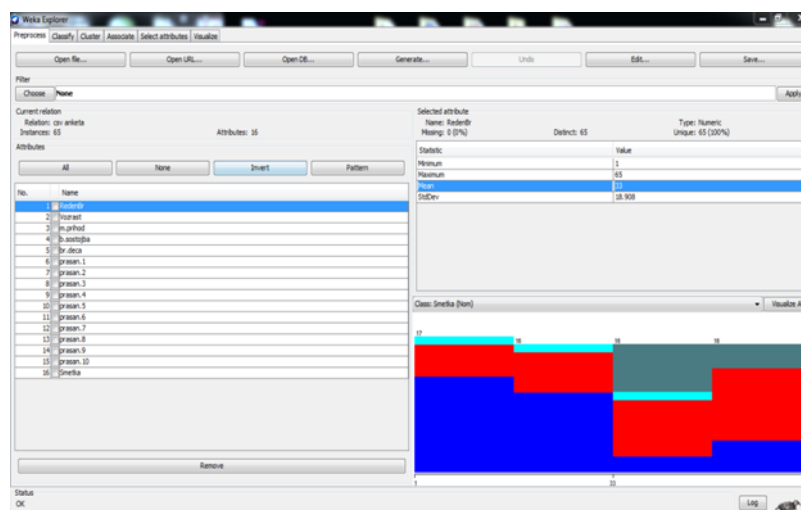 Weka Explorer
Preprocess Classify Cluster Associate Select attributes Visualize
Open file... Open URL... Open DB... Generate... Undo Edit... Save...
Filter
Choose None Apply
Current relation
Relation: csv anketa
Instances: 65 Attributes: 16
Attributes
All None Invert Pattern
No. Name
1 RedenBr
2 Vozrast
3 m.prihod
4 b.sostojba
5 br.deca
6 prasan.1
7 prasan.2
8 prasan.3
9 prasan.4
10 prasan.5
11 prasan.6
12 prasan.7
13 prasan.8
14 prasan.9
15 prasan.10
16 Smetka
Remove
Selected attribute
Name: RedenBr Type: Numeric
Missing: 0 (0%) Distinct: 65 Unique: 65 (100%)
Statistic Value
Minimum 1
Maximum 65
Mean 33
StdDev 18.908
Class: Smetka (Nom) Visualize A
17 16 16 16
1 33
Status
OK
Log